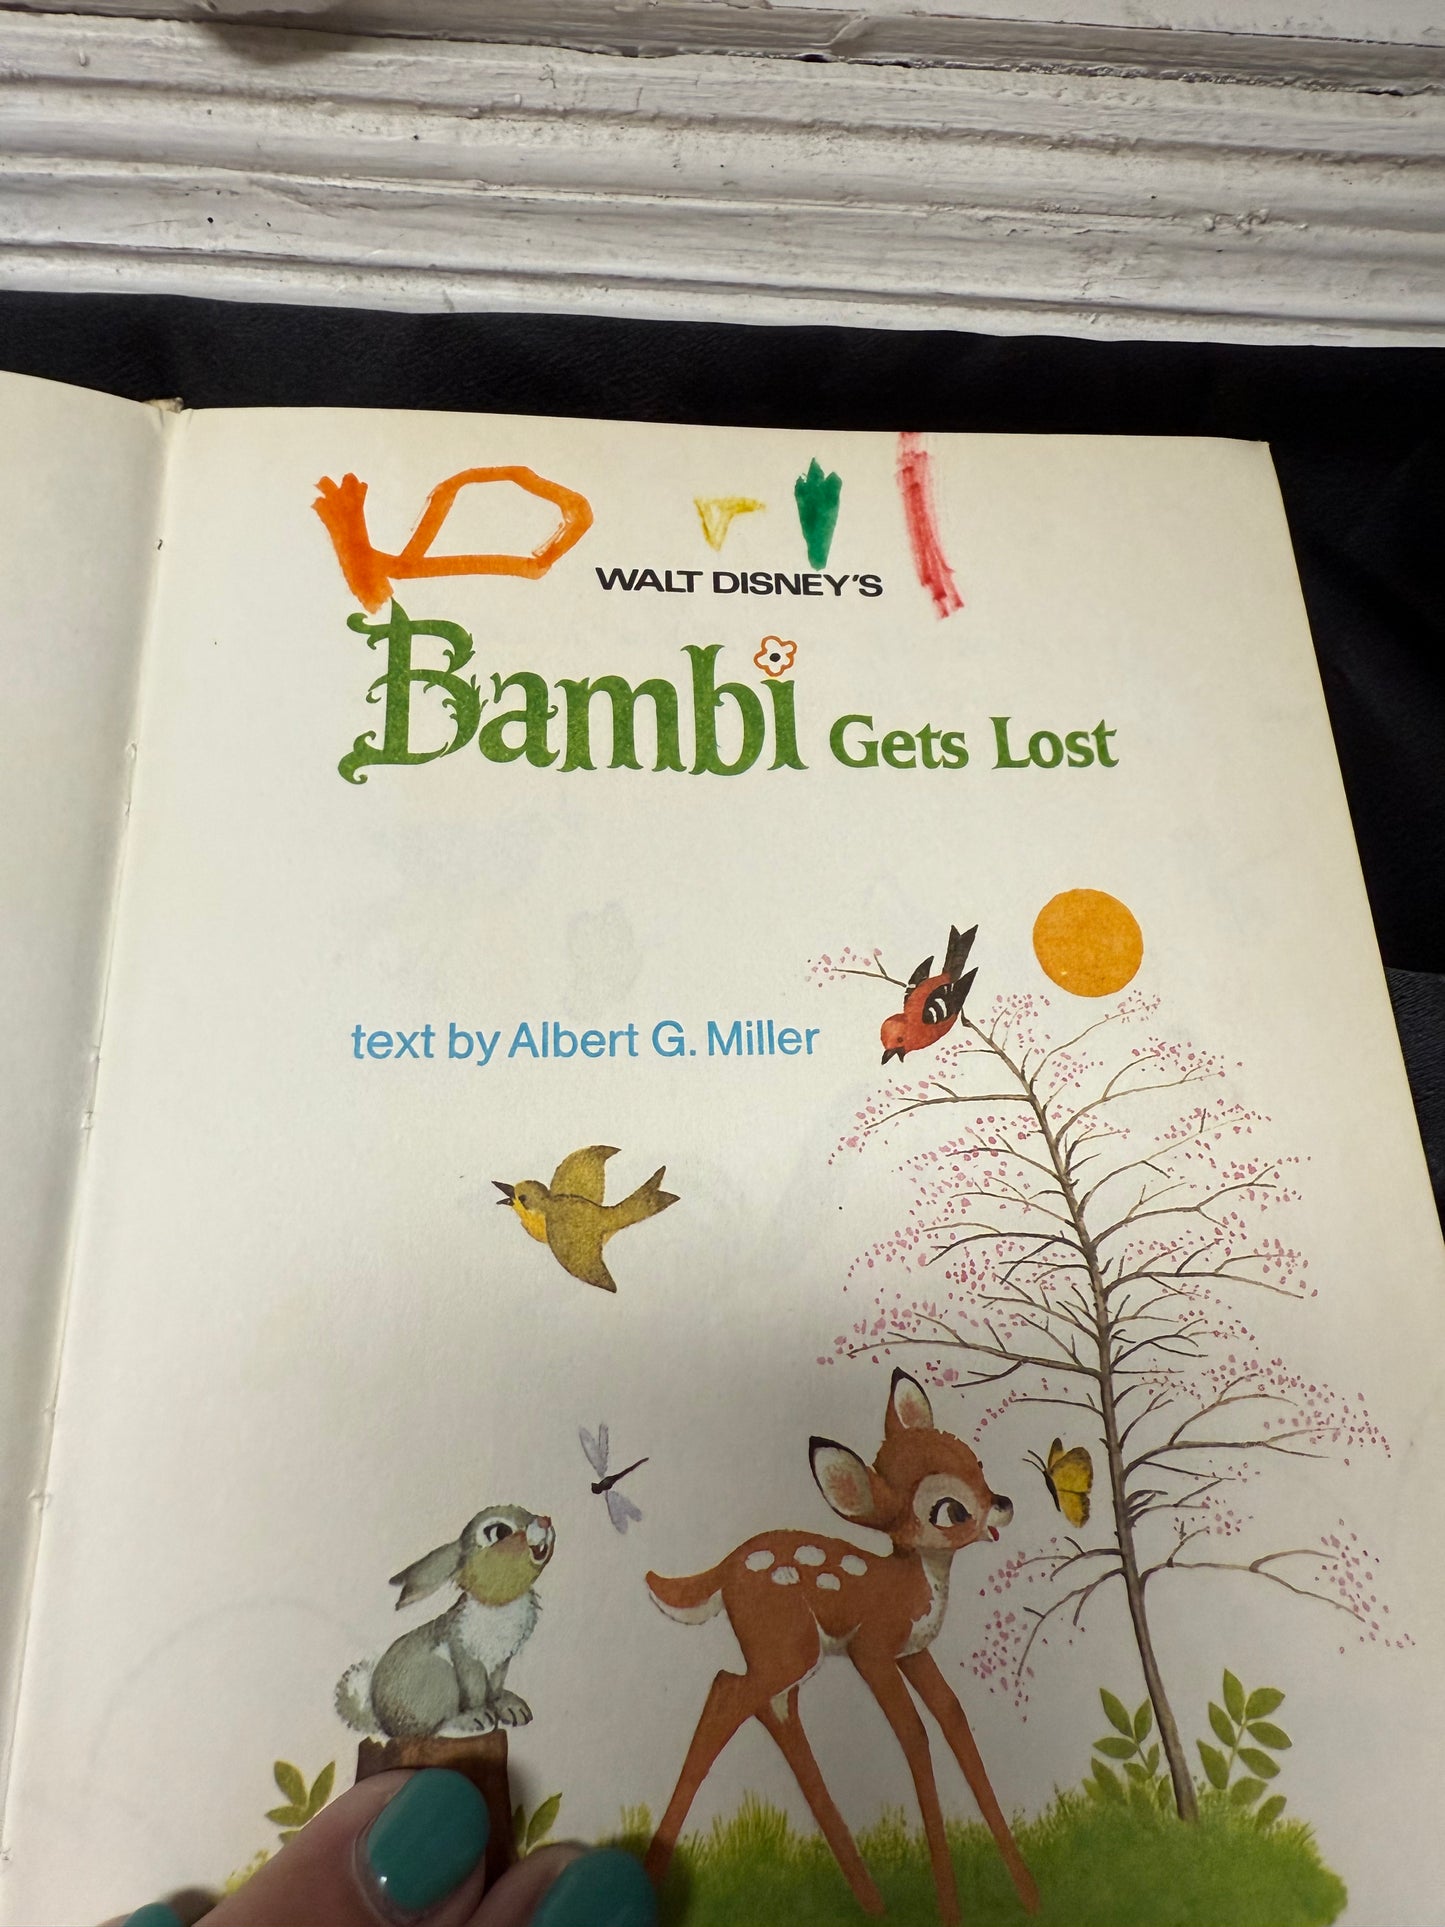 WALT DISNEY'S
Bambi Gets Lost
text by Albert G. Miller